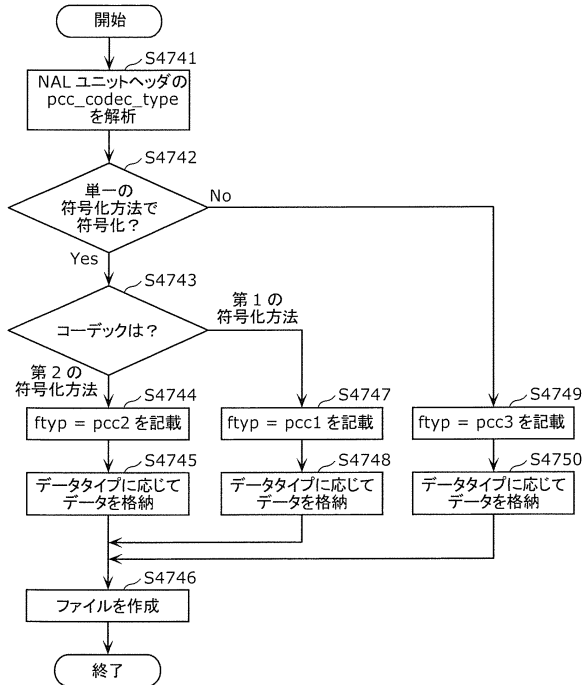 開始
S4741
NAL ユニットヘッダの
pcc_codec_type
を解析
S4742
単一の
符号化方法で
符号化？
No
Yes
S4743
コーデックは？
第１の
符号化方法
第２の
符号化方法
S4744
ftyp = pcc2 を記載
S4747
ftyp = pcc1 を記載
S4749
ftyp = pcc3 を記載
S4745
データタイプに応じて
データを格納
S4748
データタイプに応じて
データを格納
S4750
データタイプに応じて
データを格納
S4746
ファイルを作成
終了